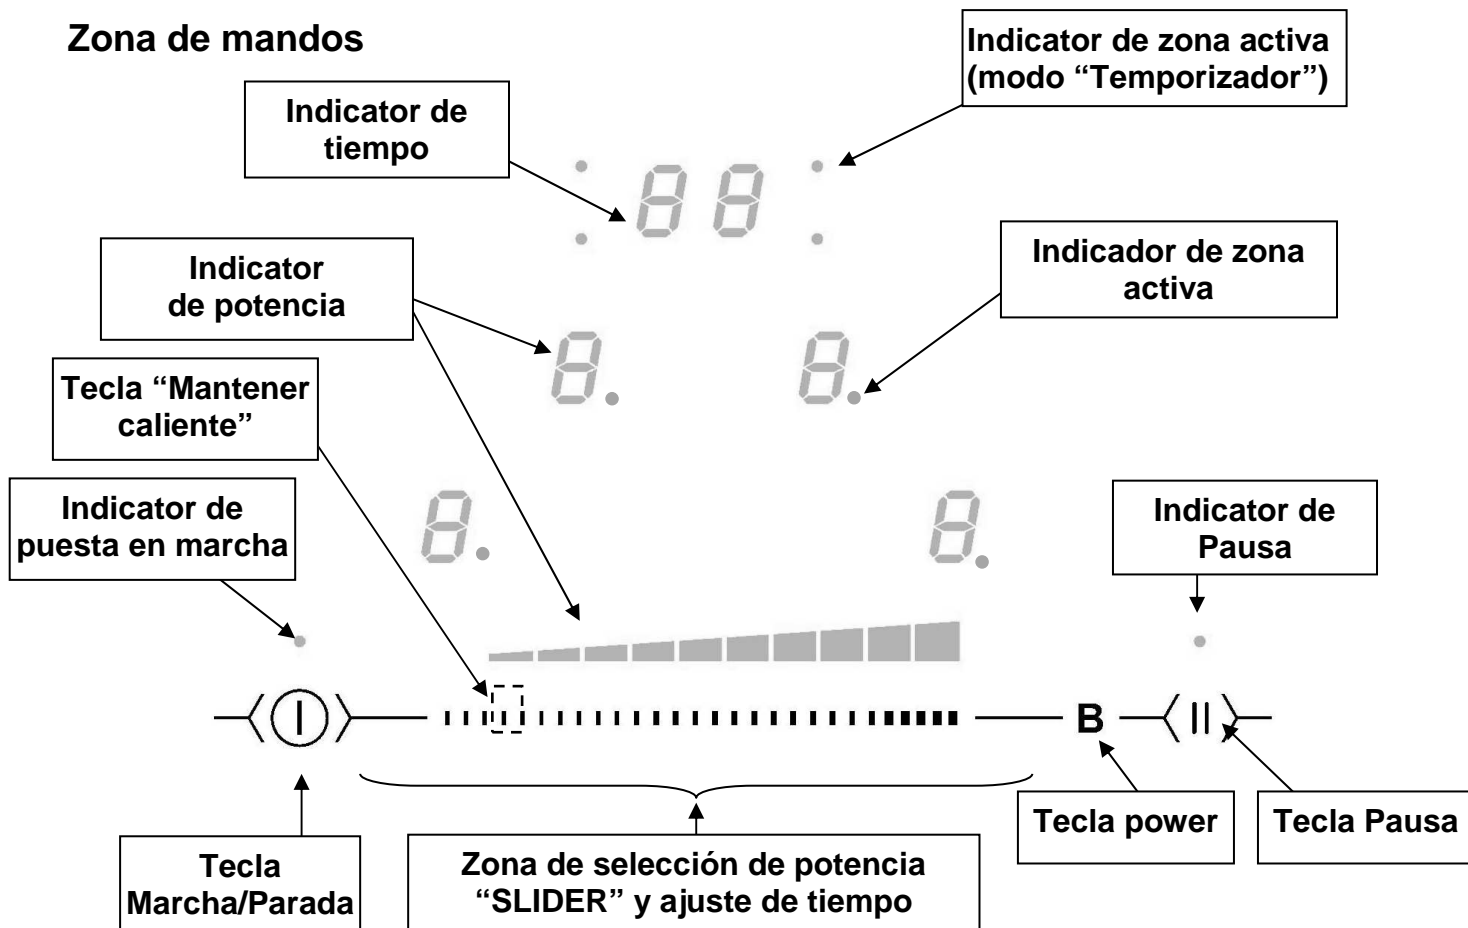 Zona de mandos
Indicator de zona activa
(modo “Temporizador”)
Indicator de
tiempo
Indicator
de potencia
Indicador de zona
activa
Tecla “Mantener
caliente”
Indicator de
puesta en marcha
Indicator de
Pausa
B
Tecla
Marcha/Parada
Zona de selección de potencia
“SLIDER” y ajuste de tiempo
Tecla power
Tecla Pausa